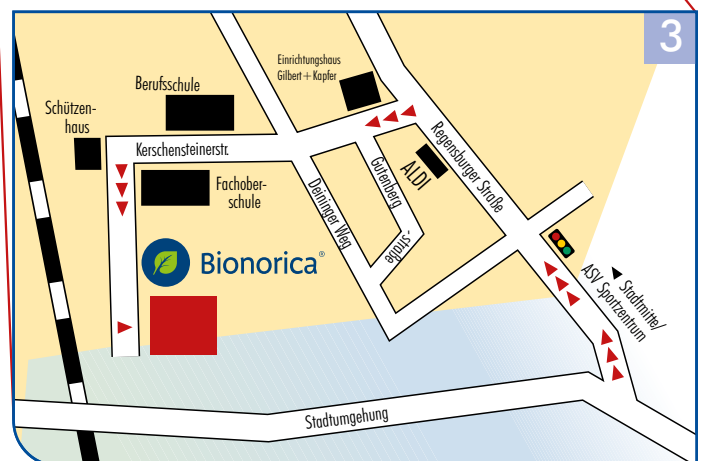 3
Einrichtungshaus
Gilbert+Kapfer
Berufsschule
Schützen-
haus
Kerschensteinerstr.
Regensburger Straße
ALDI
Gutenberg
-straße
Fachober-
schule
Deininger Weg
Bionorica®
Stadtmitte/
ASV Sportzentrum
Stadtumgehung